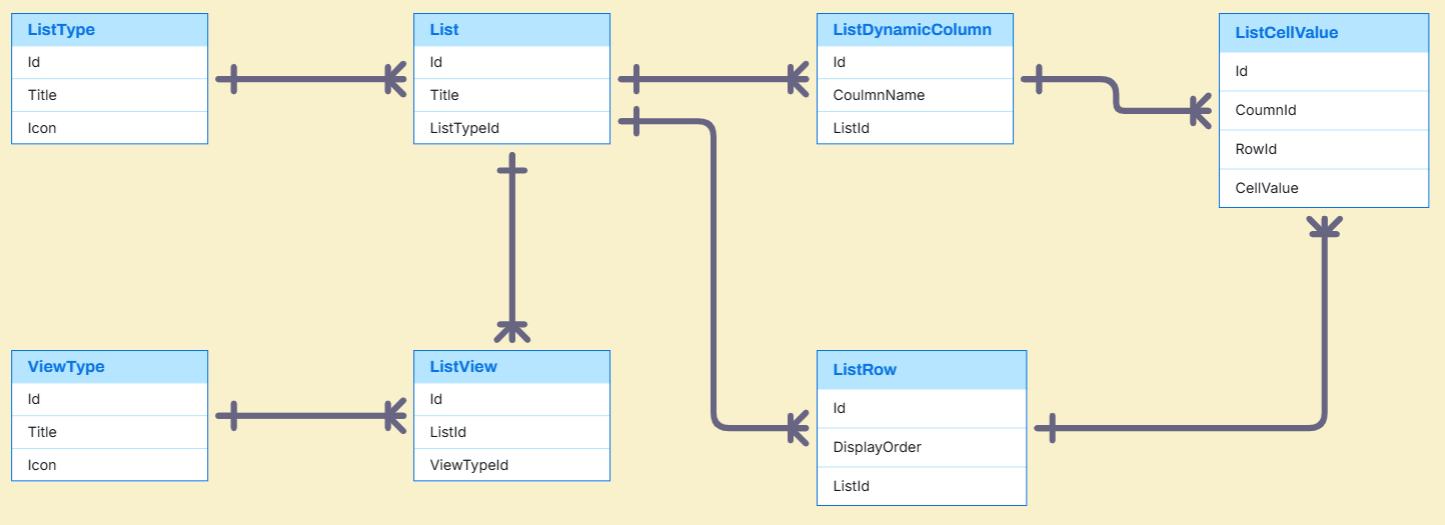 ListType
Id
Title
Icon
List
Id
Title
ListTypeId
ListDynamicColumn
Id
CoulmnName
ListId
ListCellValue
Id
CoumnId
RowId
CellValue
ViewType
Id
Title
Icon
ListView
Id
ListId
ViewTypeId
ListRow
Id
DisplayOrder
ListId